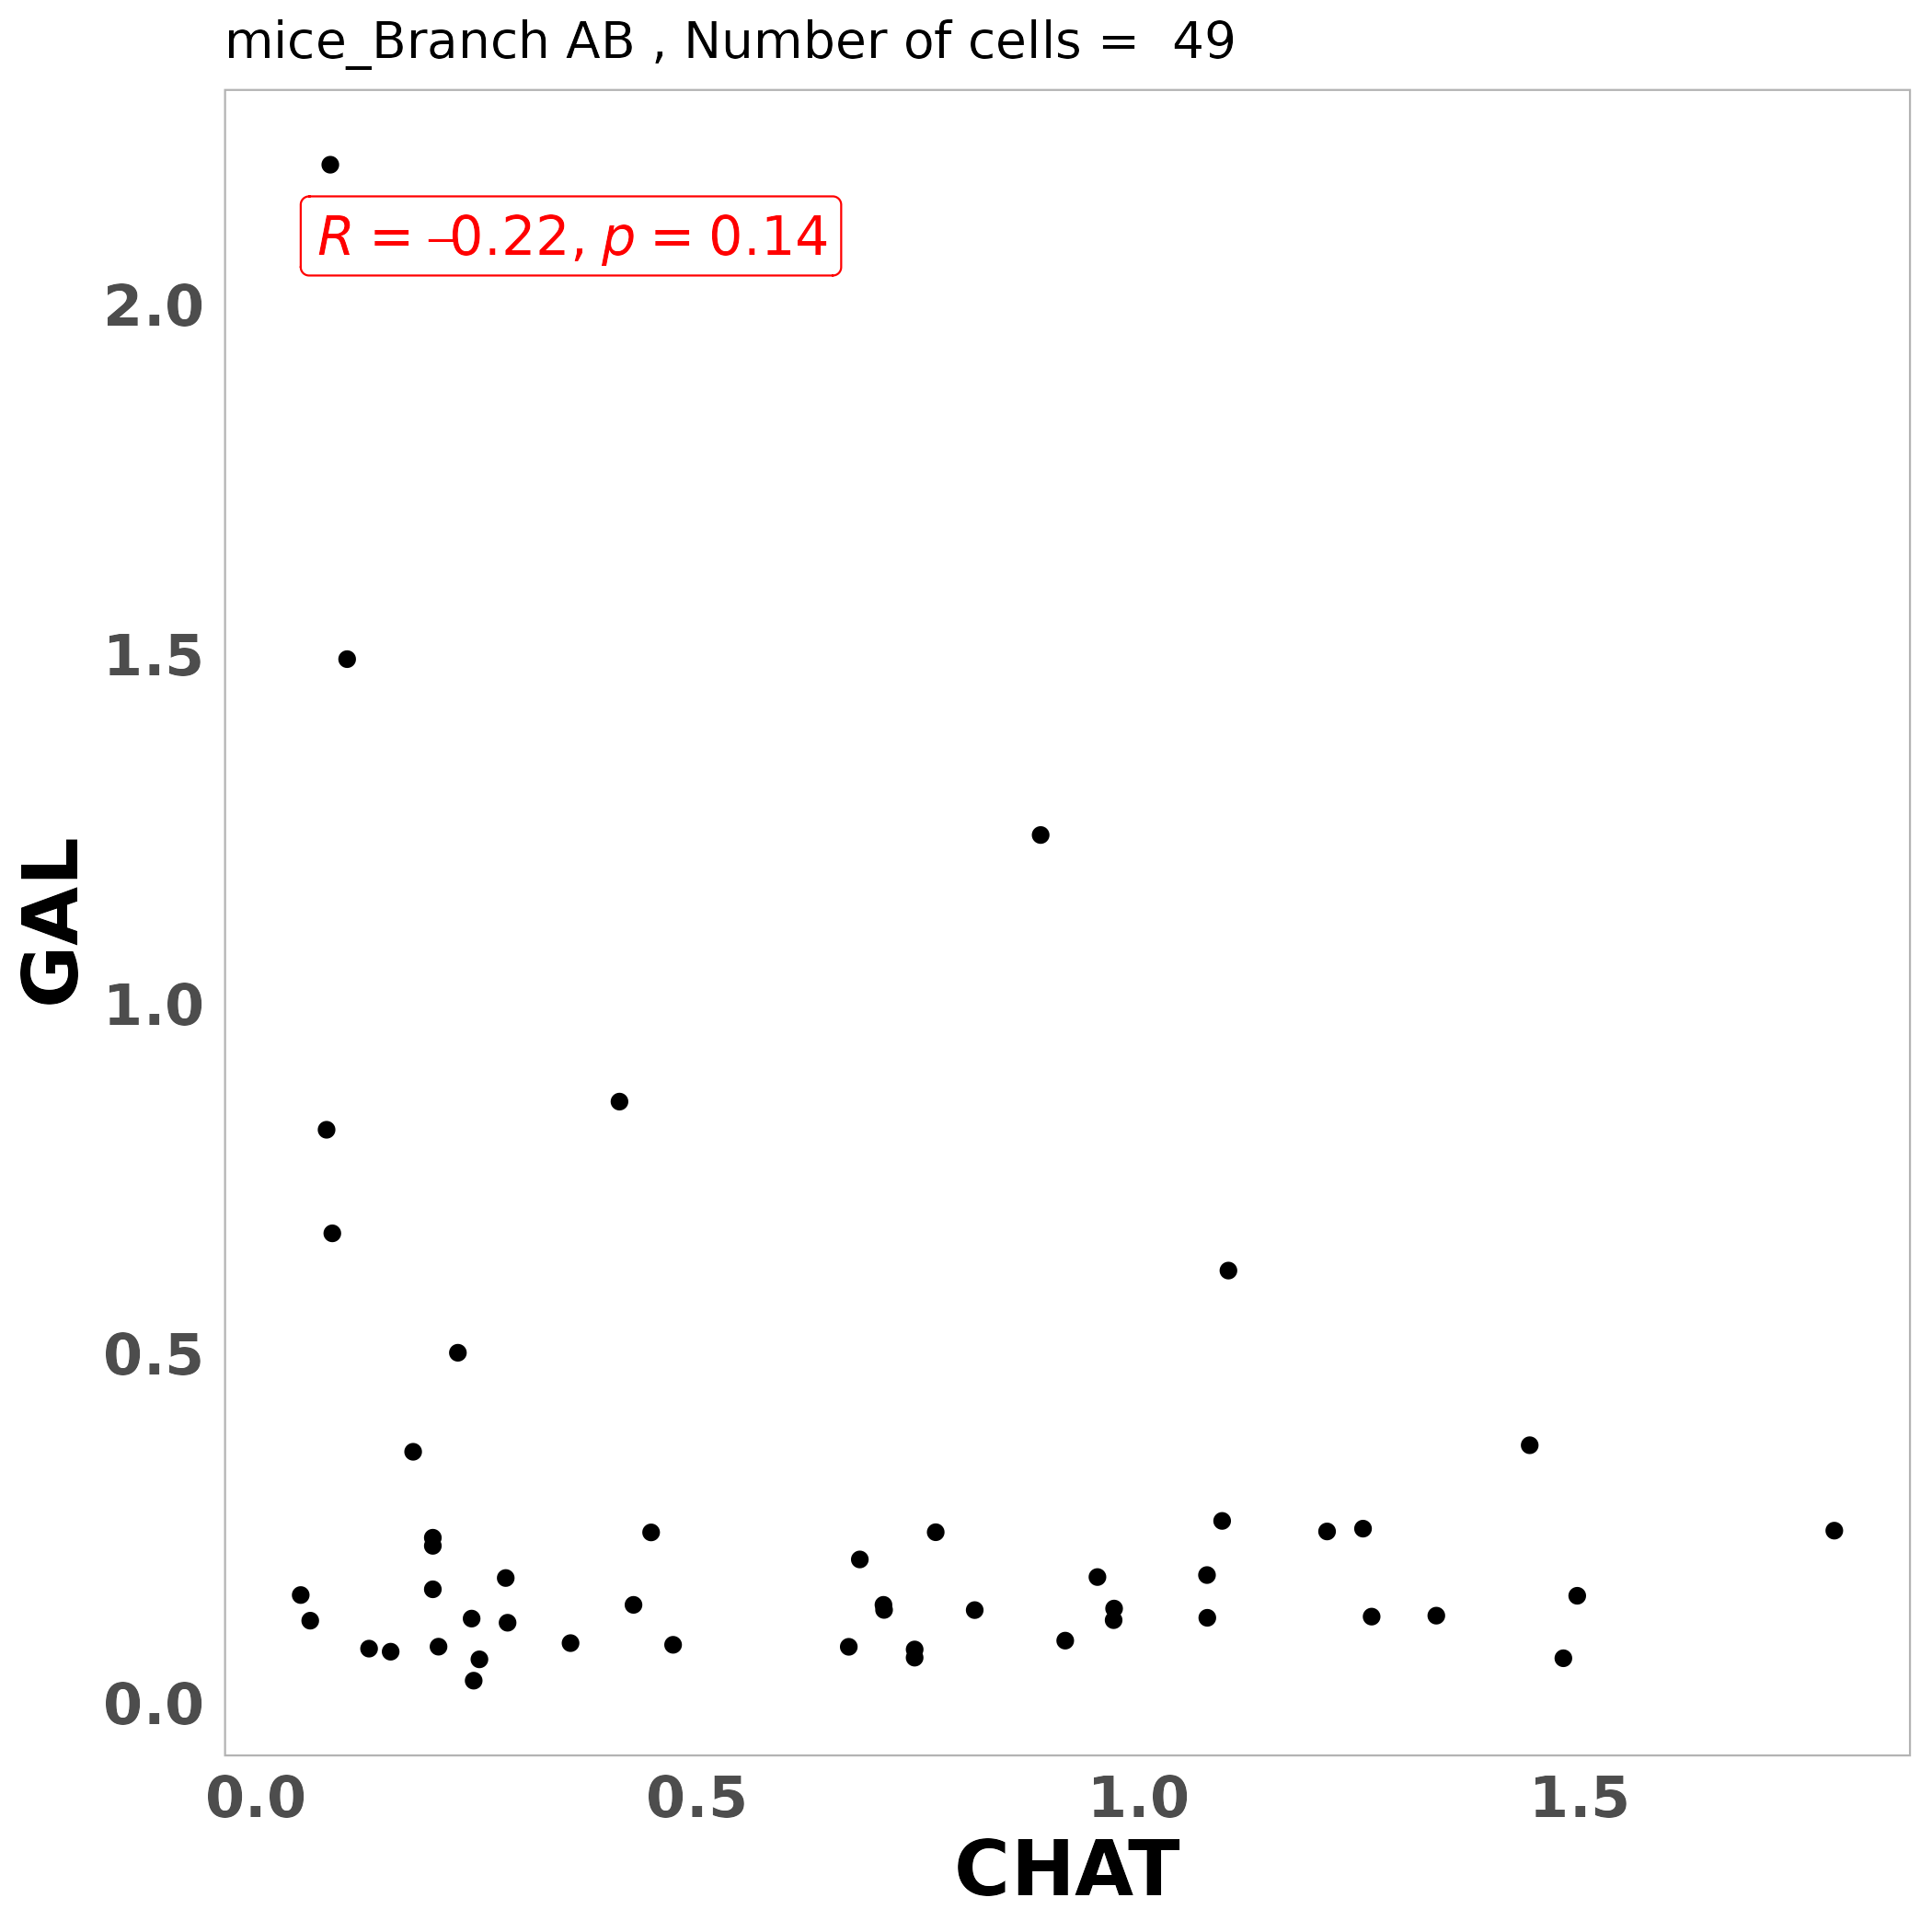 mice_Branch AB , Number of cells =  49
R = –0.22, p = 0.14
GAL
2.0
1.5
1.0
0.5
0.0
0.0 0.5 1.0 1.5
CHAT